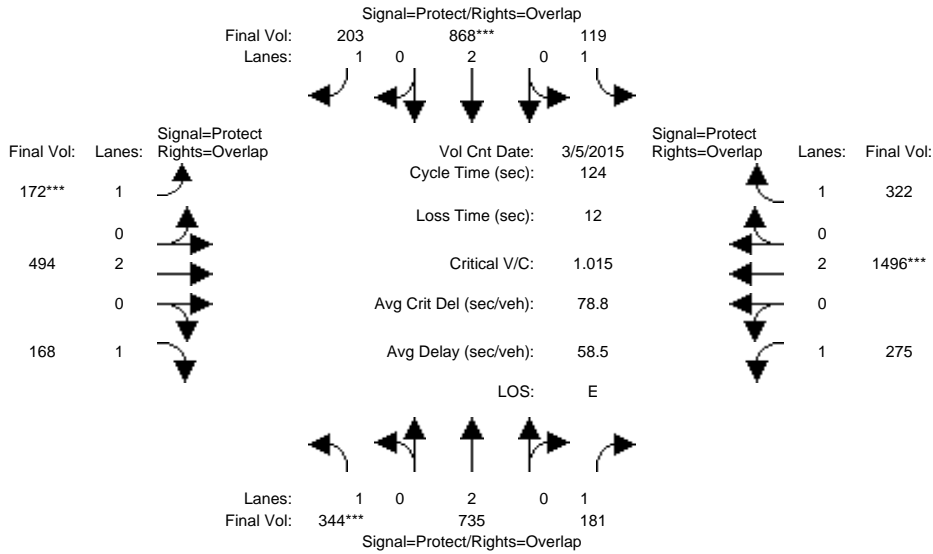 Signal=Protect/Rights=Overlap
Final Vol: 203 868*** 119
Lanes: 1 0 2 0 1
Signal=Protect
Final Vol: Lanes: Rights=Overlap
Vol Cnt Date: 3/5/2015
Signal=Protect
Rights=Overlap Lanes: Final Vol:
Cycle Time (sec): 124
172*** 1 1 322
Loss Time (sec): 12
0 0
494 2 Critical V/C: 1.015 2 1496***
0 Avg Crit Del (sec/veh): 78.8 0
168 1 Avg Delay (sec/veh): 58.5 1 275
LOS: E
Lanes: 1 0 2 0 1
Final Vol: 344*** 735 181
Signal=Protect/Rights=Overlap